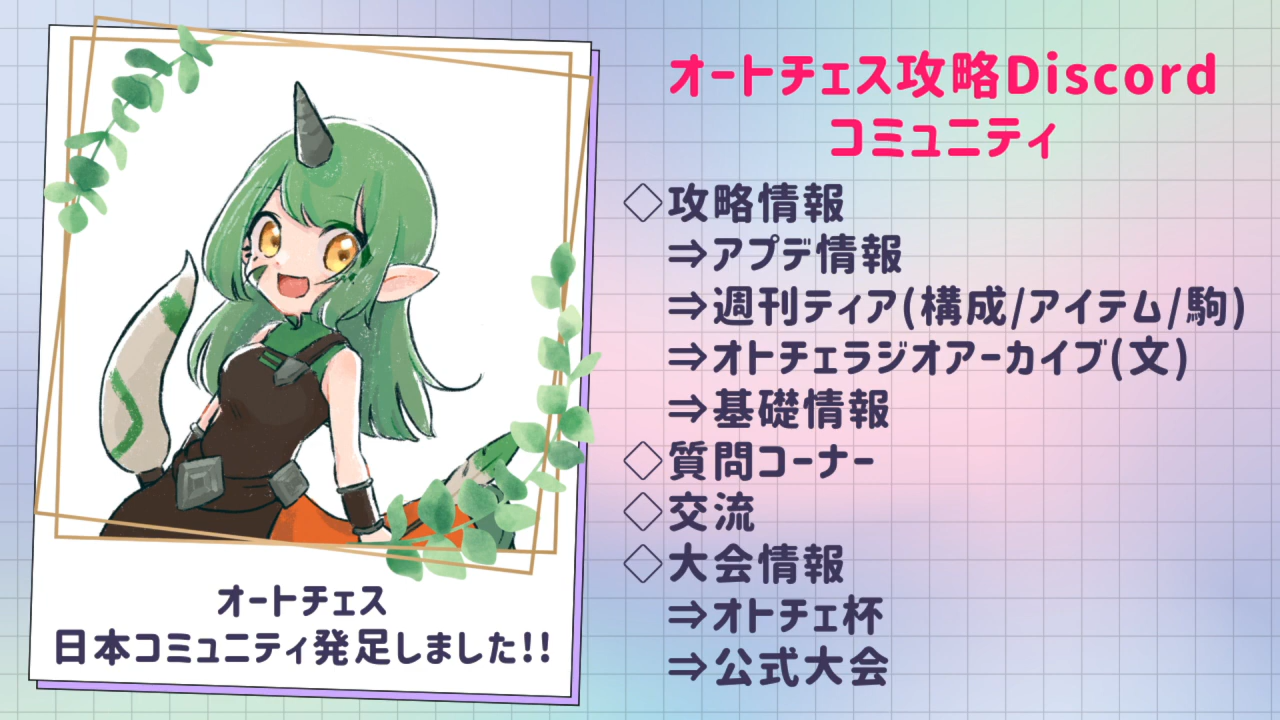 オートチェス
日本コミュニティ発足しました!!
オートチェス攻略Discord
コミュニティ
◇攻略情報
⇒アプデ情報
⇒週刊ティア(構成/アイテム/駒)
⇒オトチェラジオアーカイブ(文)
⇒基礎情報
◇質問コーナー
◇交流
◇大会情報
⇒オトチェ杯
⇒公式大会